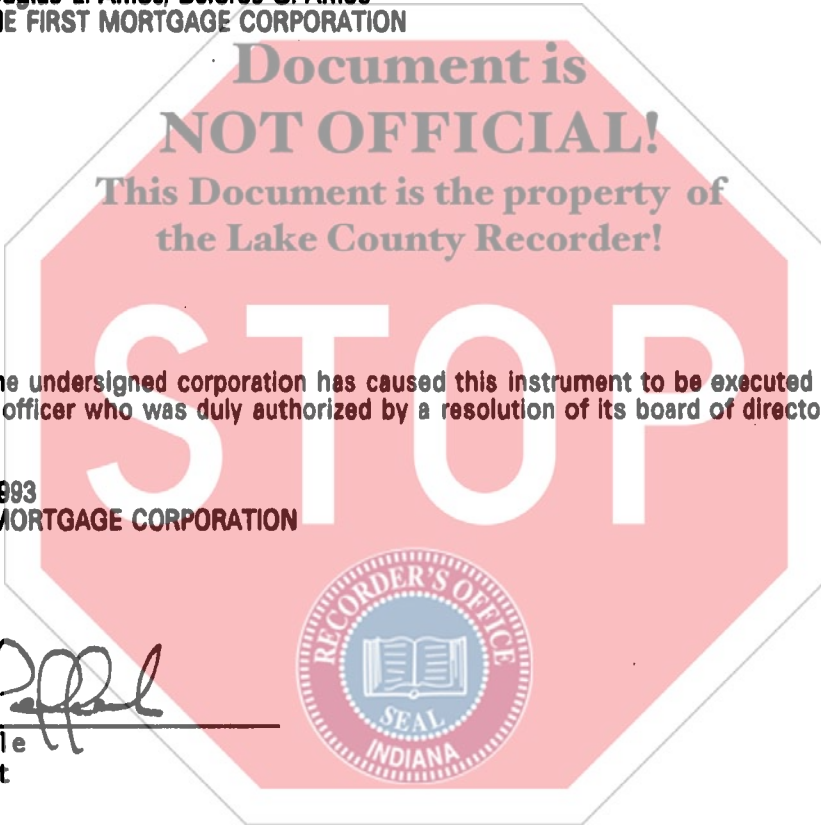 E FIRST MORTGAGE CORPORATION
Document is
NOT OFFICIAL!
This Document is the property of
the Lake County Recorder!
STOP
ne undersigned corporation has caused this instrument to be executed
officer who was duly authorized by a resolution of its board of directo
993
MORTGAGE CORPORATION
RECORDER'S OFFICE
SEAL
INDIANA
le
t